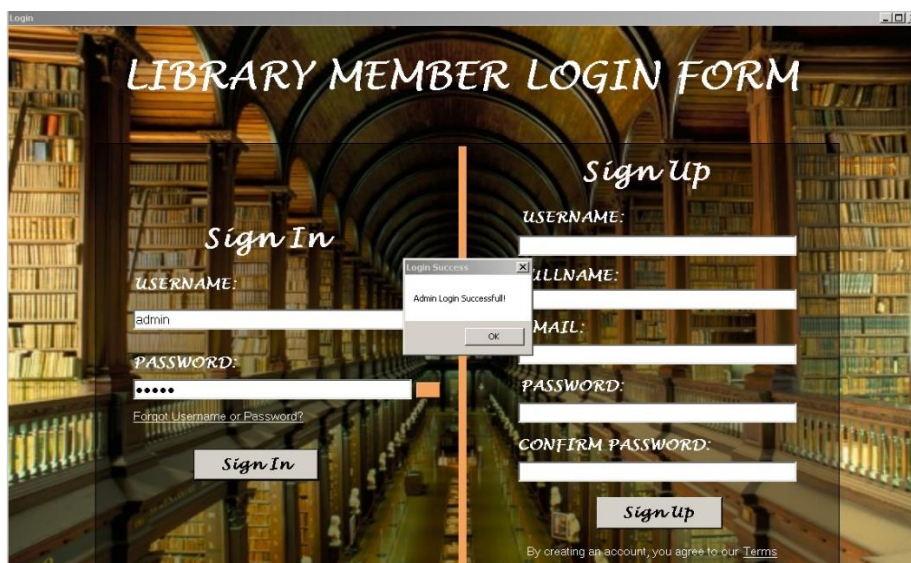 Login
LIBRARY MEMBER LOGIN FORM
Sign In
USERNAME:
admin
PASSWORD:
•••••
Forgot Username or Password?
Sign In
Login Success
Admin Login Successfull!
OK
Sign Up
USERNAME:
ULLNAME:
MAIL:
PASSWORD:
CONFIRM PASSWORD:
Sign Up
By creating an account, you agree to our Terms